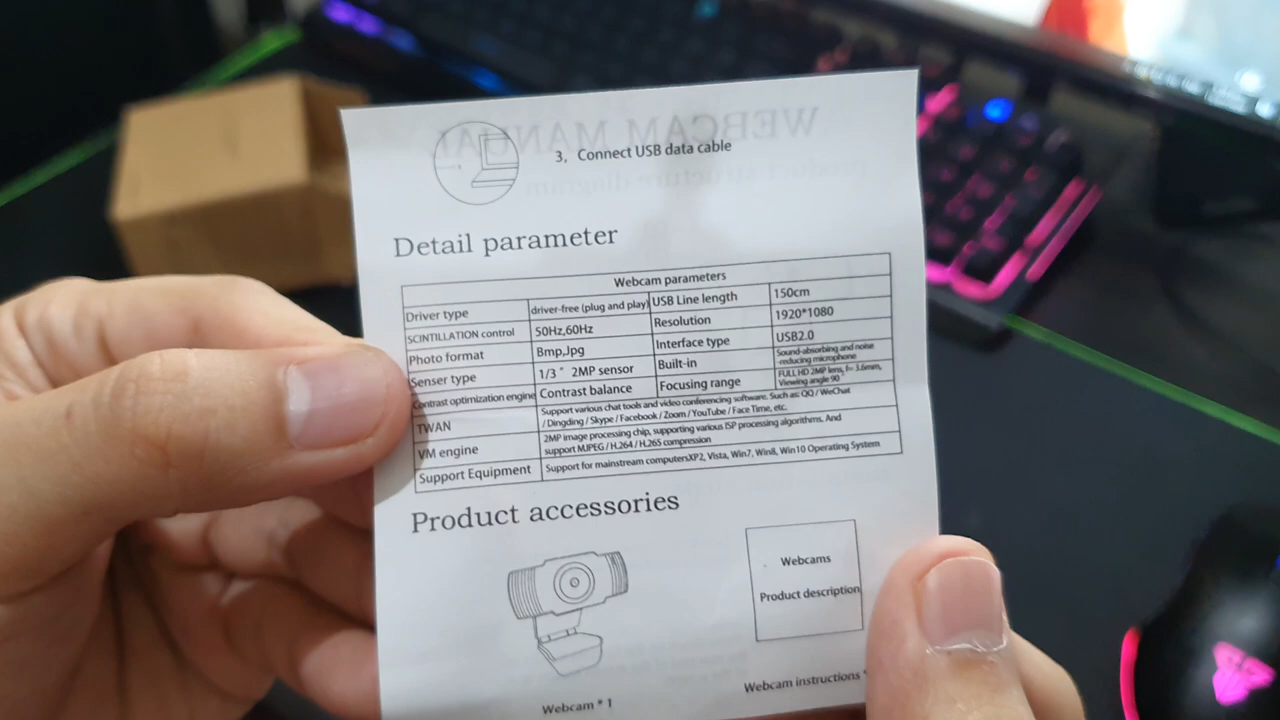 WEBCAM MANUAL
product structure diagram
3, Connect USB data cable
Detail parameter
Webcam parameters
Driver type driver-free (plug and play) USB Line length 150cm
SCINTILLATION control 50Hz,60Hz Resolution 1920*1080
Photo format Bmp,Jpg Interface type USB2.0
Senser type 1/3 " 2MP sensor Built-in Sound-absorbing and noise
-reducing microphone
Contrast optimization engine Contrast balance Focusing range FULL HD 2MP lens, f= 3.6mm,
Viewing angle 90
TWAN Support various chat tools and video conferencing software. Such as: QQ / WeChat
/ Dingding / Skype / Facebook / Zoom / YouTube / Face Time, etc.
VM engine 2MP image processing chip, supporting various ISP processing algorithms. And
support MJPEG / H.264 / H.265 compression
Support Equipment Support for mainstream computersXP2, Vista, Win7, Win8, Win10 Operating System
Product accessories
Webcams
Product description
Webcam * 1
Webcam instructions